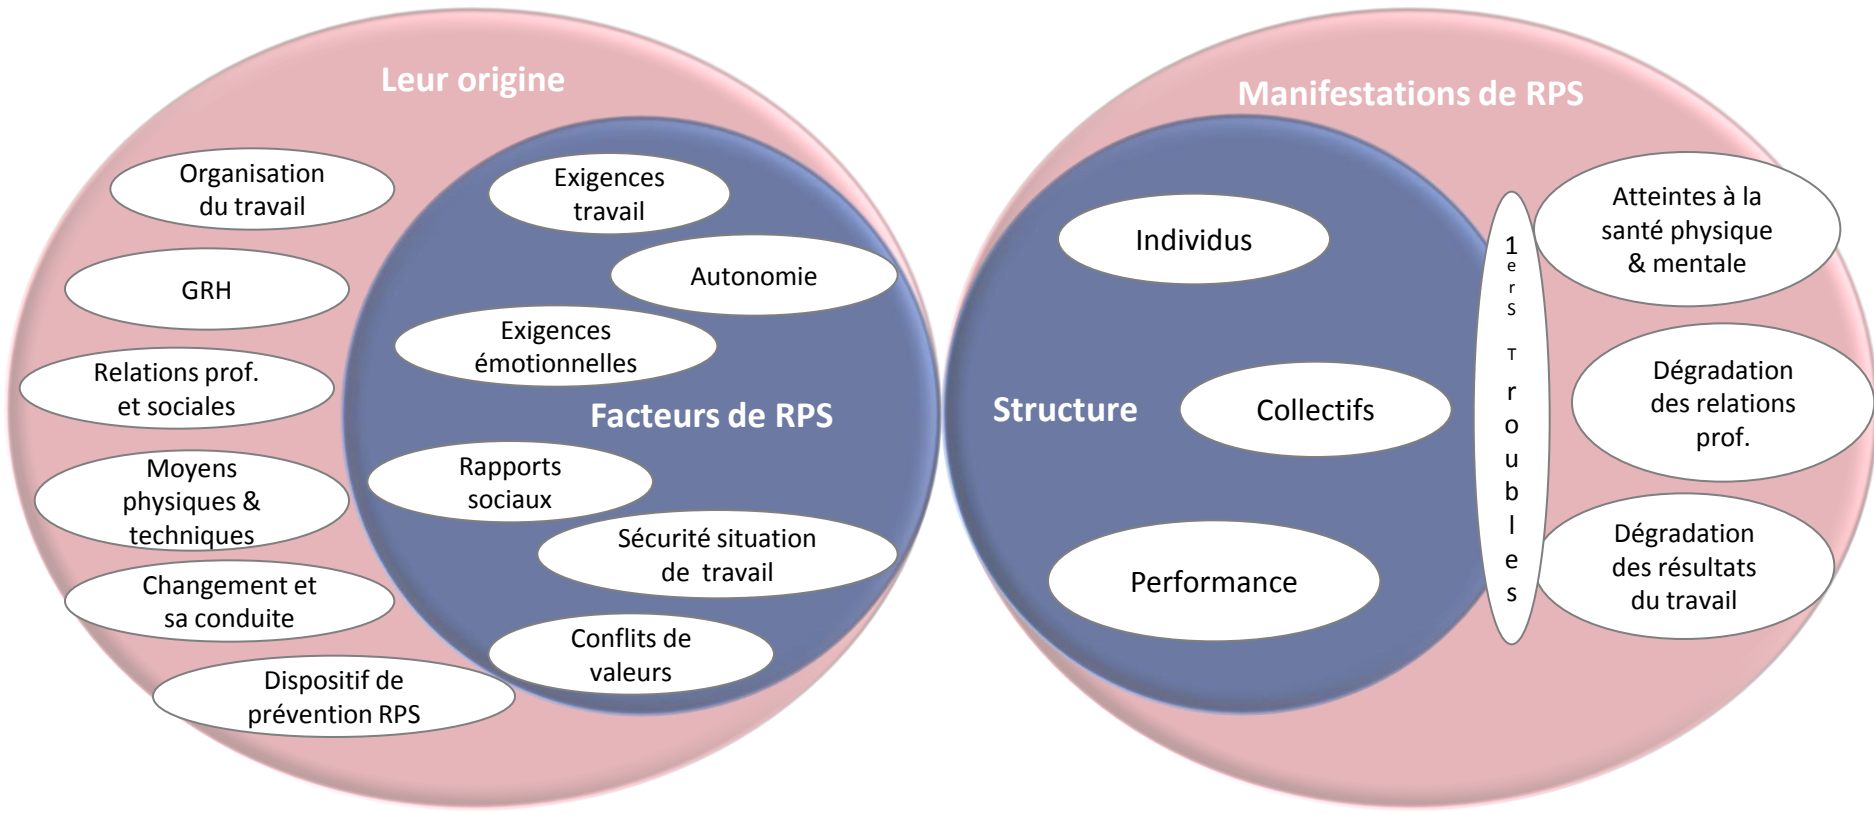 Leur origine
Organisation
du travail
GRH
Relations prof.
et sociales
Moyens
physiques &
techniques
Changement et
sa conduite
Dispositif de
prévention RPS
Exigences
travail
Autonomie
Exigences
émotionnelles
Facteurs de RPS
Rapports
sociaux
Sécurité situation
de travail
Conflits de
valeurs
Manifestations de RPS
Structure
Individus
Collectifs
Performance
1ers Troubles
Atteintes à la
santé physique
& mentale
Dégradation
des relations
prof.
Dégradation
des résultats
du travail